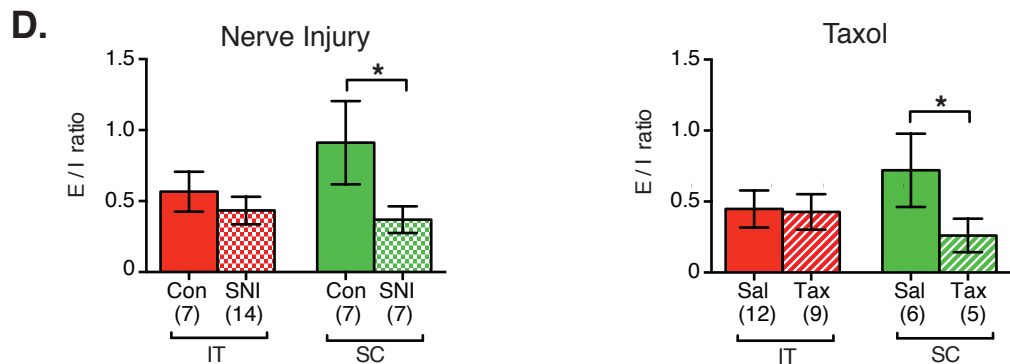 D.
Nerve Injury
E / I ratio
1.5
1.0
0.5
0
*
Con SNI Con SNI
(7) (14) (7) (7)
IT SC
Taxol
E / I ratio
1.5
1.0
0.5
0
*
Sal Tax Sal Tax
(12) (9) (6) (5)
IT SC